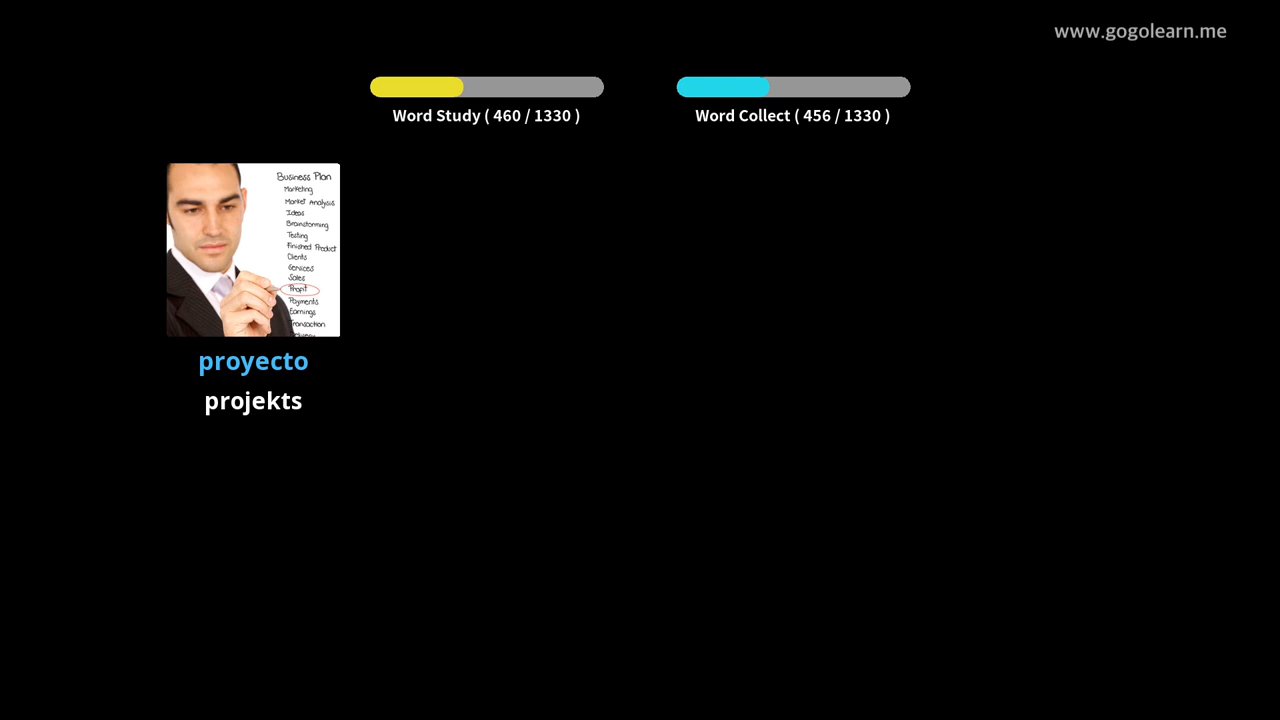 www.gogolearn.me
Word Study ( 460 / 1330 )
Word Collect ( 456 / 1330 )
Business Plan
Marketing
Market Analysis
Ideas
Brainstorming
Testing
Finished Product
Clients
Services
Sales
Profit
Payments
Earnings
Transaction
proyecto
projekts